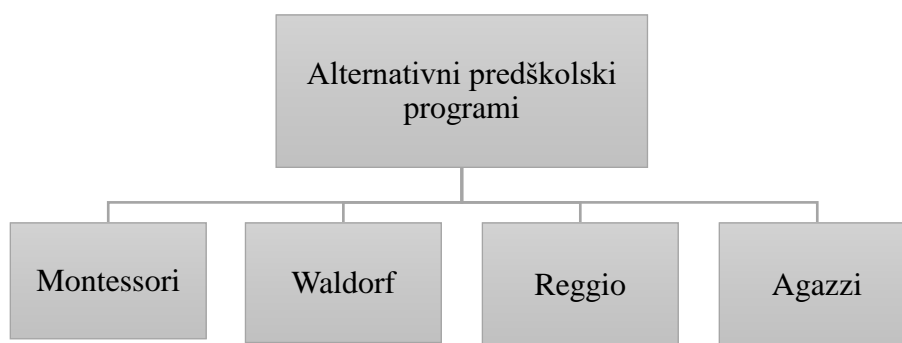 Alternativni predškolski
programi
Montessori
Waldorf
Reggio
Agazzi